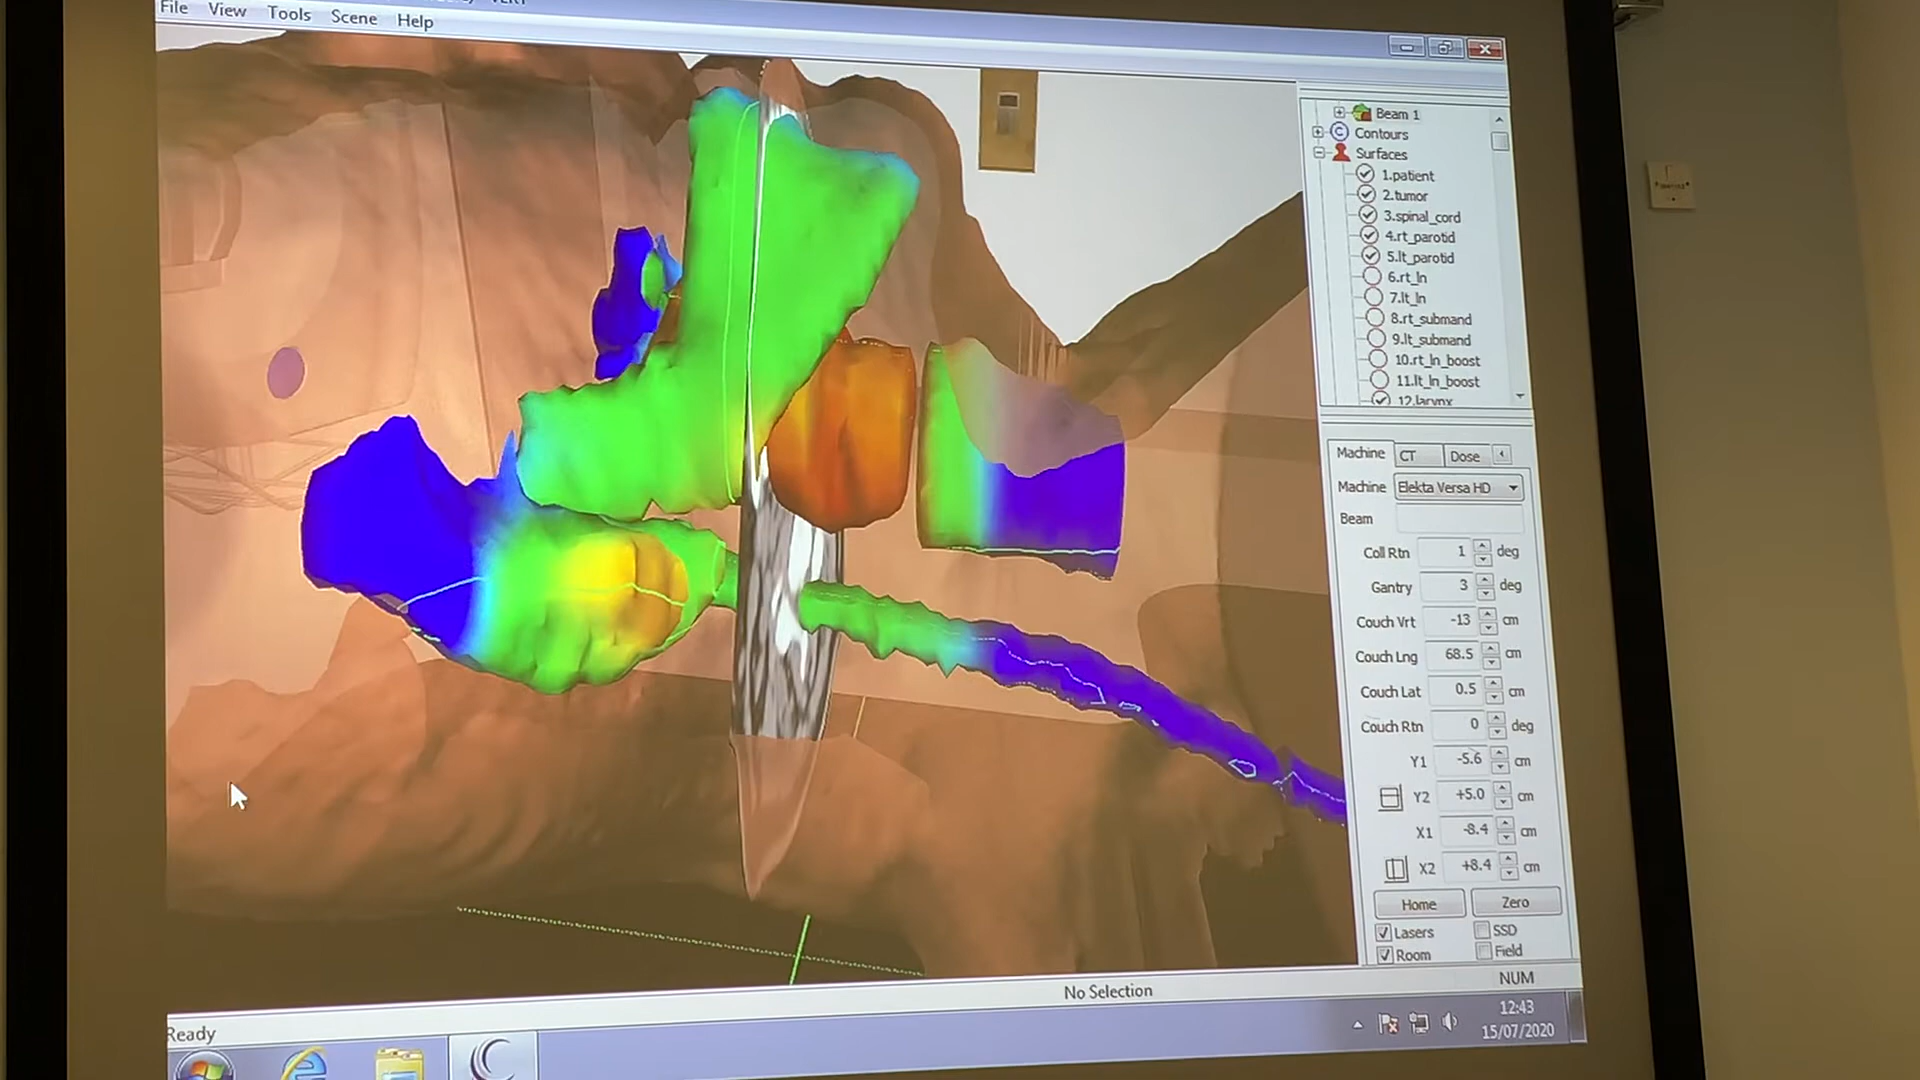 VERT
File View Tools Scene Help
Beam 1
Contours
Surfaces
1.patient
2.tumor
3.spinal_cord
4.rt_parotid
5.lt_parotid
6.rt_ln
7.lt_ln
8.rt_submand
9.lt_submand
10.rt_ln_boost
11.lt_ln_boost
12.larynx
Machine CT Dose
Machine Elekta Versa HD
Beam
Coll Rtn 1 deg
Gantry 3 deg
Couch Vrt -13 cm
Couch Lng 68.5 cm
Couch Lat 0.5 cm
Couch Rtn 0 deg
Y1 -5.6 cm
Y2 +5.0 cm
X1 -8.4 cm
X2 +8.4 cm
Home Zero
Lasers SSD
Room Field
No Selection NUM
Ready
12:43
15/07/2020